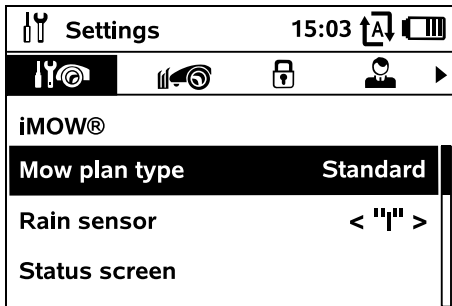 Settings 15:03 A
iMOW®
Mow plan type Standard
Rain sensor < "I" >
Status screen